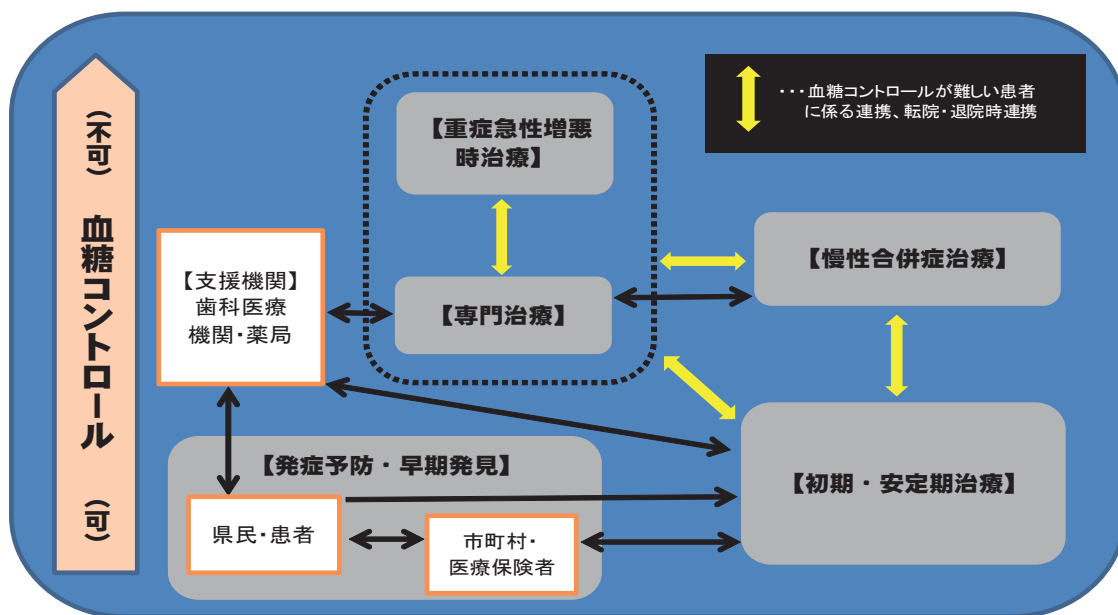 (不可) 血糖コントロール (可)
【重症急性増悪
時治療】
・・・血糖コントロールが難しい患者
に係る連携、転院・退院時連携
【支援機関】
歯科医療
機関・薬局
【専門治療】
【慢性合併症治療】
【発症予防・早期発見】
県民・患者
市町村・
医療保険者
【初期・安定期治療】